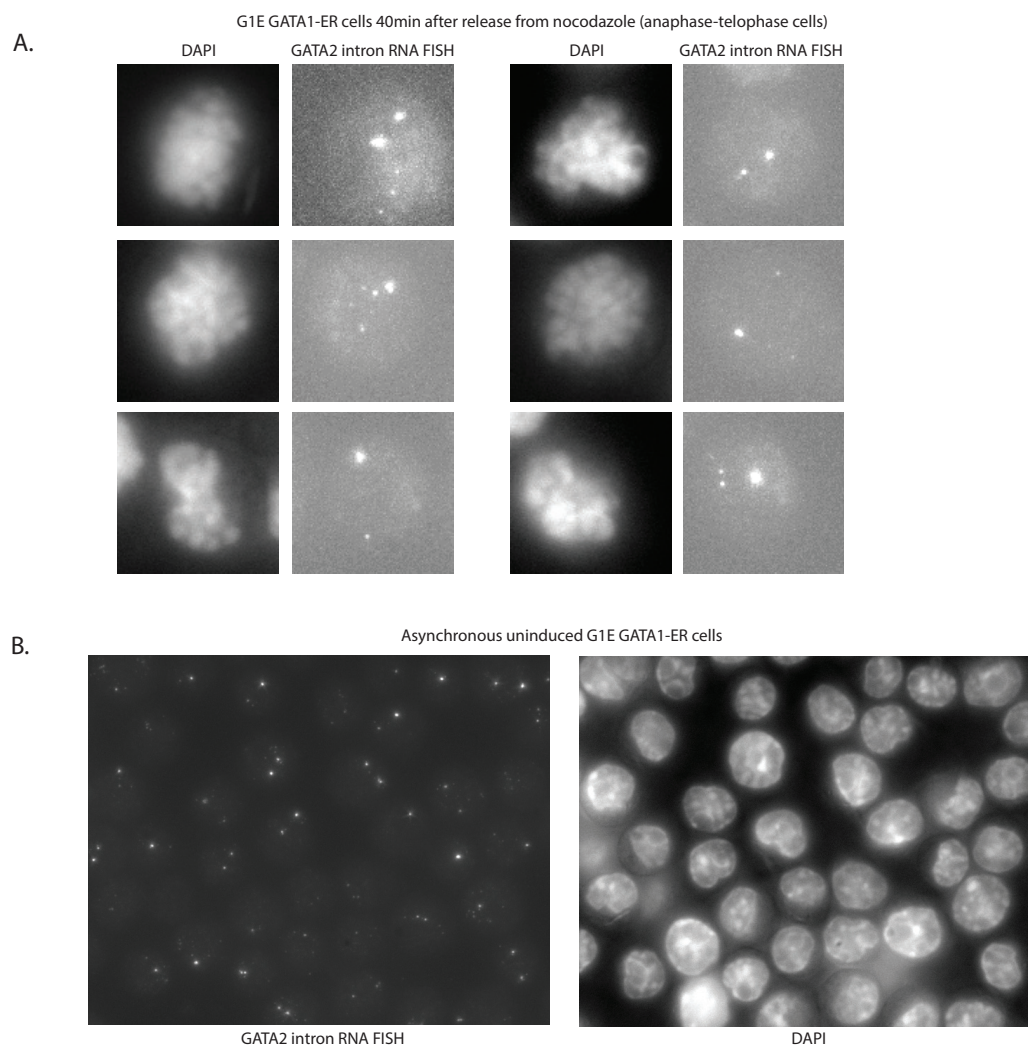 G1E GATA1-ER cells 40min after release from nocodazole (anaphase-telophase cells)
A.
DAPI GATA2 intron RNA FISH DAPI GATA2 intron RNA FISH
B.
Asynchronous uninduced G1E GATA1-ER cells
GATA2 intron RNA FISH DAPI